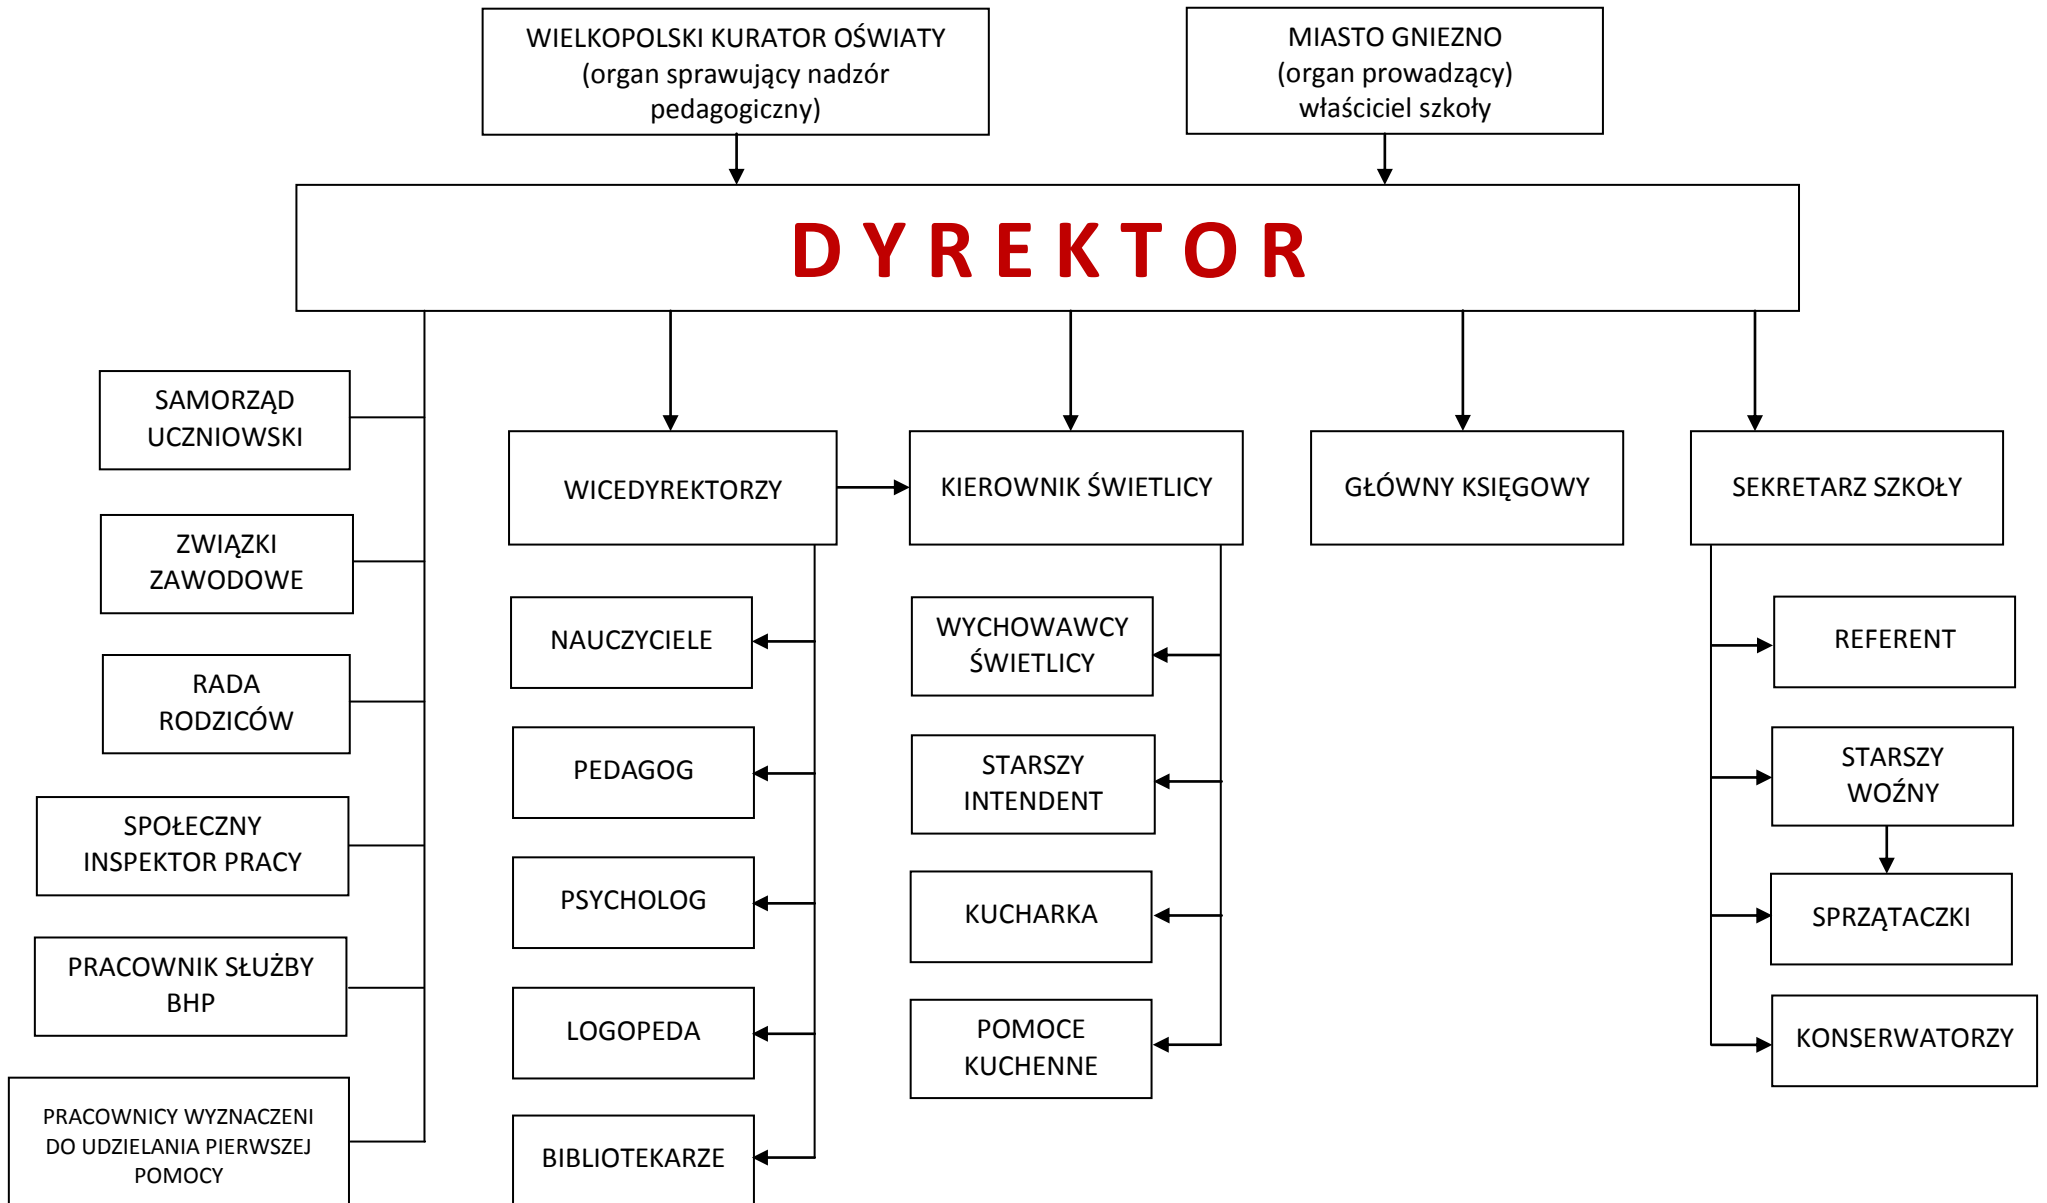 WIELKOPOLSKI KURATOR OŚWIATY
(organ sprawujący nadzór
pedagogiczny)
MIASTO GNIEZNO
(organ prowadzący)
właściciel szkoły
D Y R E K T O R
SAMORZĄD
UCZNIOWSKI
ZWIĄZKI
ZAWODOWE
RADA
RODZICÓW
SPOŁECZNY
INSPEKTOR PRACY
PRACOWNIK SŁUŻBY
BHP
PRACOWNICY WYZNACZENI
DO UDZIELANIA PIERWSZEJ
POMOCY
WICEDYREKTORZY
NAUCZYCIELE
PEDAGOG
PSYCHOLOG
LOGOPEDA
BIBLIOTEKARZE
KIEROWNIK ŚWIETLICY
WYCHOWAWCY
ŚWIETLICY
STARSZY
INTENDENT
KUCHARKA
POMOCE
KUCHENNE
GŁÓWNY KSIĘGOWY
SEKRETARZ SZKOŁY
REFERENT
STARSZY
WOŹNY
SPRZĄTACZKI
KONSERWATORZY